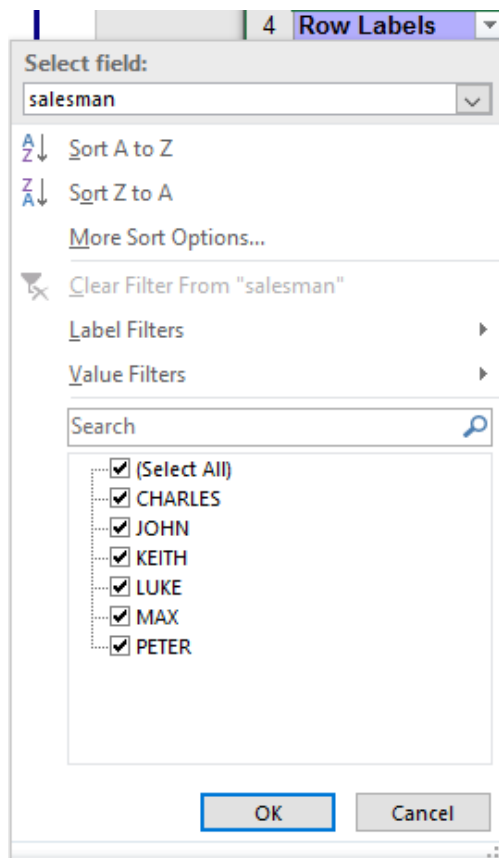 4 Row Labels
Select field:
salesman
Sort A to Z
Sort Z to A
More Sort Options...
Clear Filter From "salesman"
Label Filters
Value Filters
Search
(Select All)
CHARLES
JOHN
KEITH
LUKE
MAX
PETER
OK Cancel